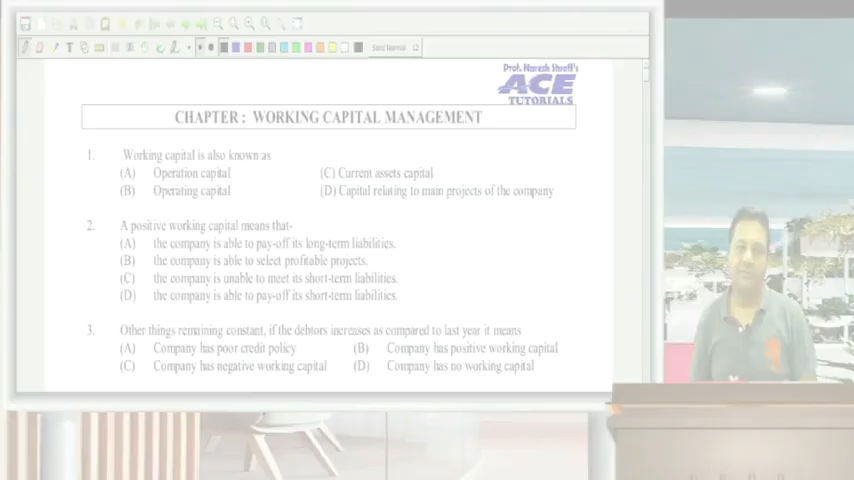 Sans Normal 12
Prof. Naresh Shroff's
ACE
TUTORIALS
CHAPTER : WORKING CAPITAL MANAGEMENT
1. Working capital is also known as
(A) Operation capital (C) Current assets capital
(B) Operating capital (D) Capital relating to main projects of the company
2. A positive working capital means that-
(A) the company is able to pay-off its long-term liabilities.
(B) the company is able to select profitable projects.
(C) the company is unable to meet its short-term liabilities.
(D) the company is able to pay-off its short-term liabilities.
3. Other things remaining constant, if the debtors increases as compared to last year it means
(A) Company has poor credit policy (B) Company has positive working capital
(C) Company has negative working capital (D) Company has no working capital